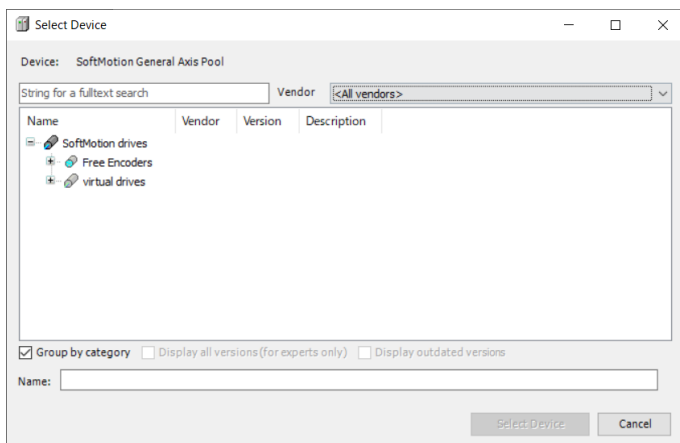 Select Device
Device: SoftMotion General Axis Pool
String for a fulltext search Vendor <All vendors>
Name Vendor Version Description
SoftMotion drives
Free Encoders
virtual drives
Group by category Display all versions (for experts only) Display outdated versions
Name:
Select Device Cancel